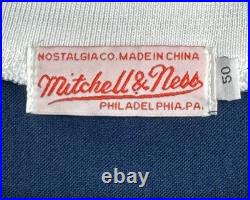 NOSTALGIA CO. MADE IN CHINA
Mitchell & Ness
PHILADELPHIA, PA.
50